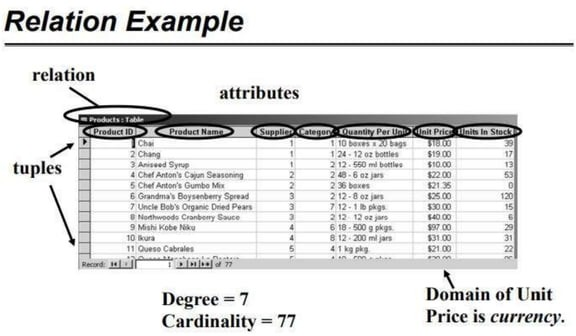 Relation Example
relation
attributes
Products : Table
Product ID Product Name Supplier Category Quantity Per Unit Unit Price Units In Stock
1 Chai 1 1 10 boxes x 20 bags $18.00 39
2 Chang 1 1 24 - 12 oz bottles $19.00 17
3 Aniseed Syrup 1 2 12 - 550 ml bottles $10.00 13
tuples
4 Chef Anton's Cajun Seasoning 2 2 48 - 6 oz jars $22.00 53
5 Chef Anton's Gumbo Mix 2 2 36 boxes $21.35 0
6 Grandma's Boysenberry Spread 3 2 12 - 8 oz jars $25.00 120
7 Uncle Bob's Organic Dried Pears 3 7 12 - 1 lb pkgs. $30.00 15
8 Northwoods Cranberry Sauce 3 2 12 - 12 oz jars $40.00 6
9 Mishi Kobe Niku 4 6 18 - 500 g pkgs. $97.00 29
10 Ikura 4 8 12 - 200 ml jars $31.00 31
11 Queso Cabrales 5 4 1 kg pkg. $21.00 22
Record: 1 of 77
Degree = 7
Cardinality = 77
Domain of Unit
Price is currency.